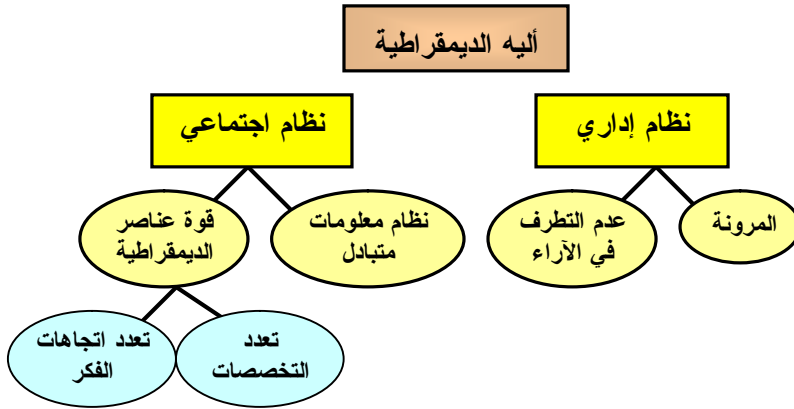 أليه الديمقراطية
نظام إداري
نظام اجتماعي
المرونة
عدم التطرف
في الآراء
نظام معلومات
متبادل
قوة عناصر
الديمقراطية
تعدد
التخصصات
تعدد اتجاهات
الفكر